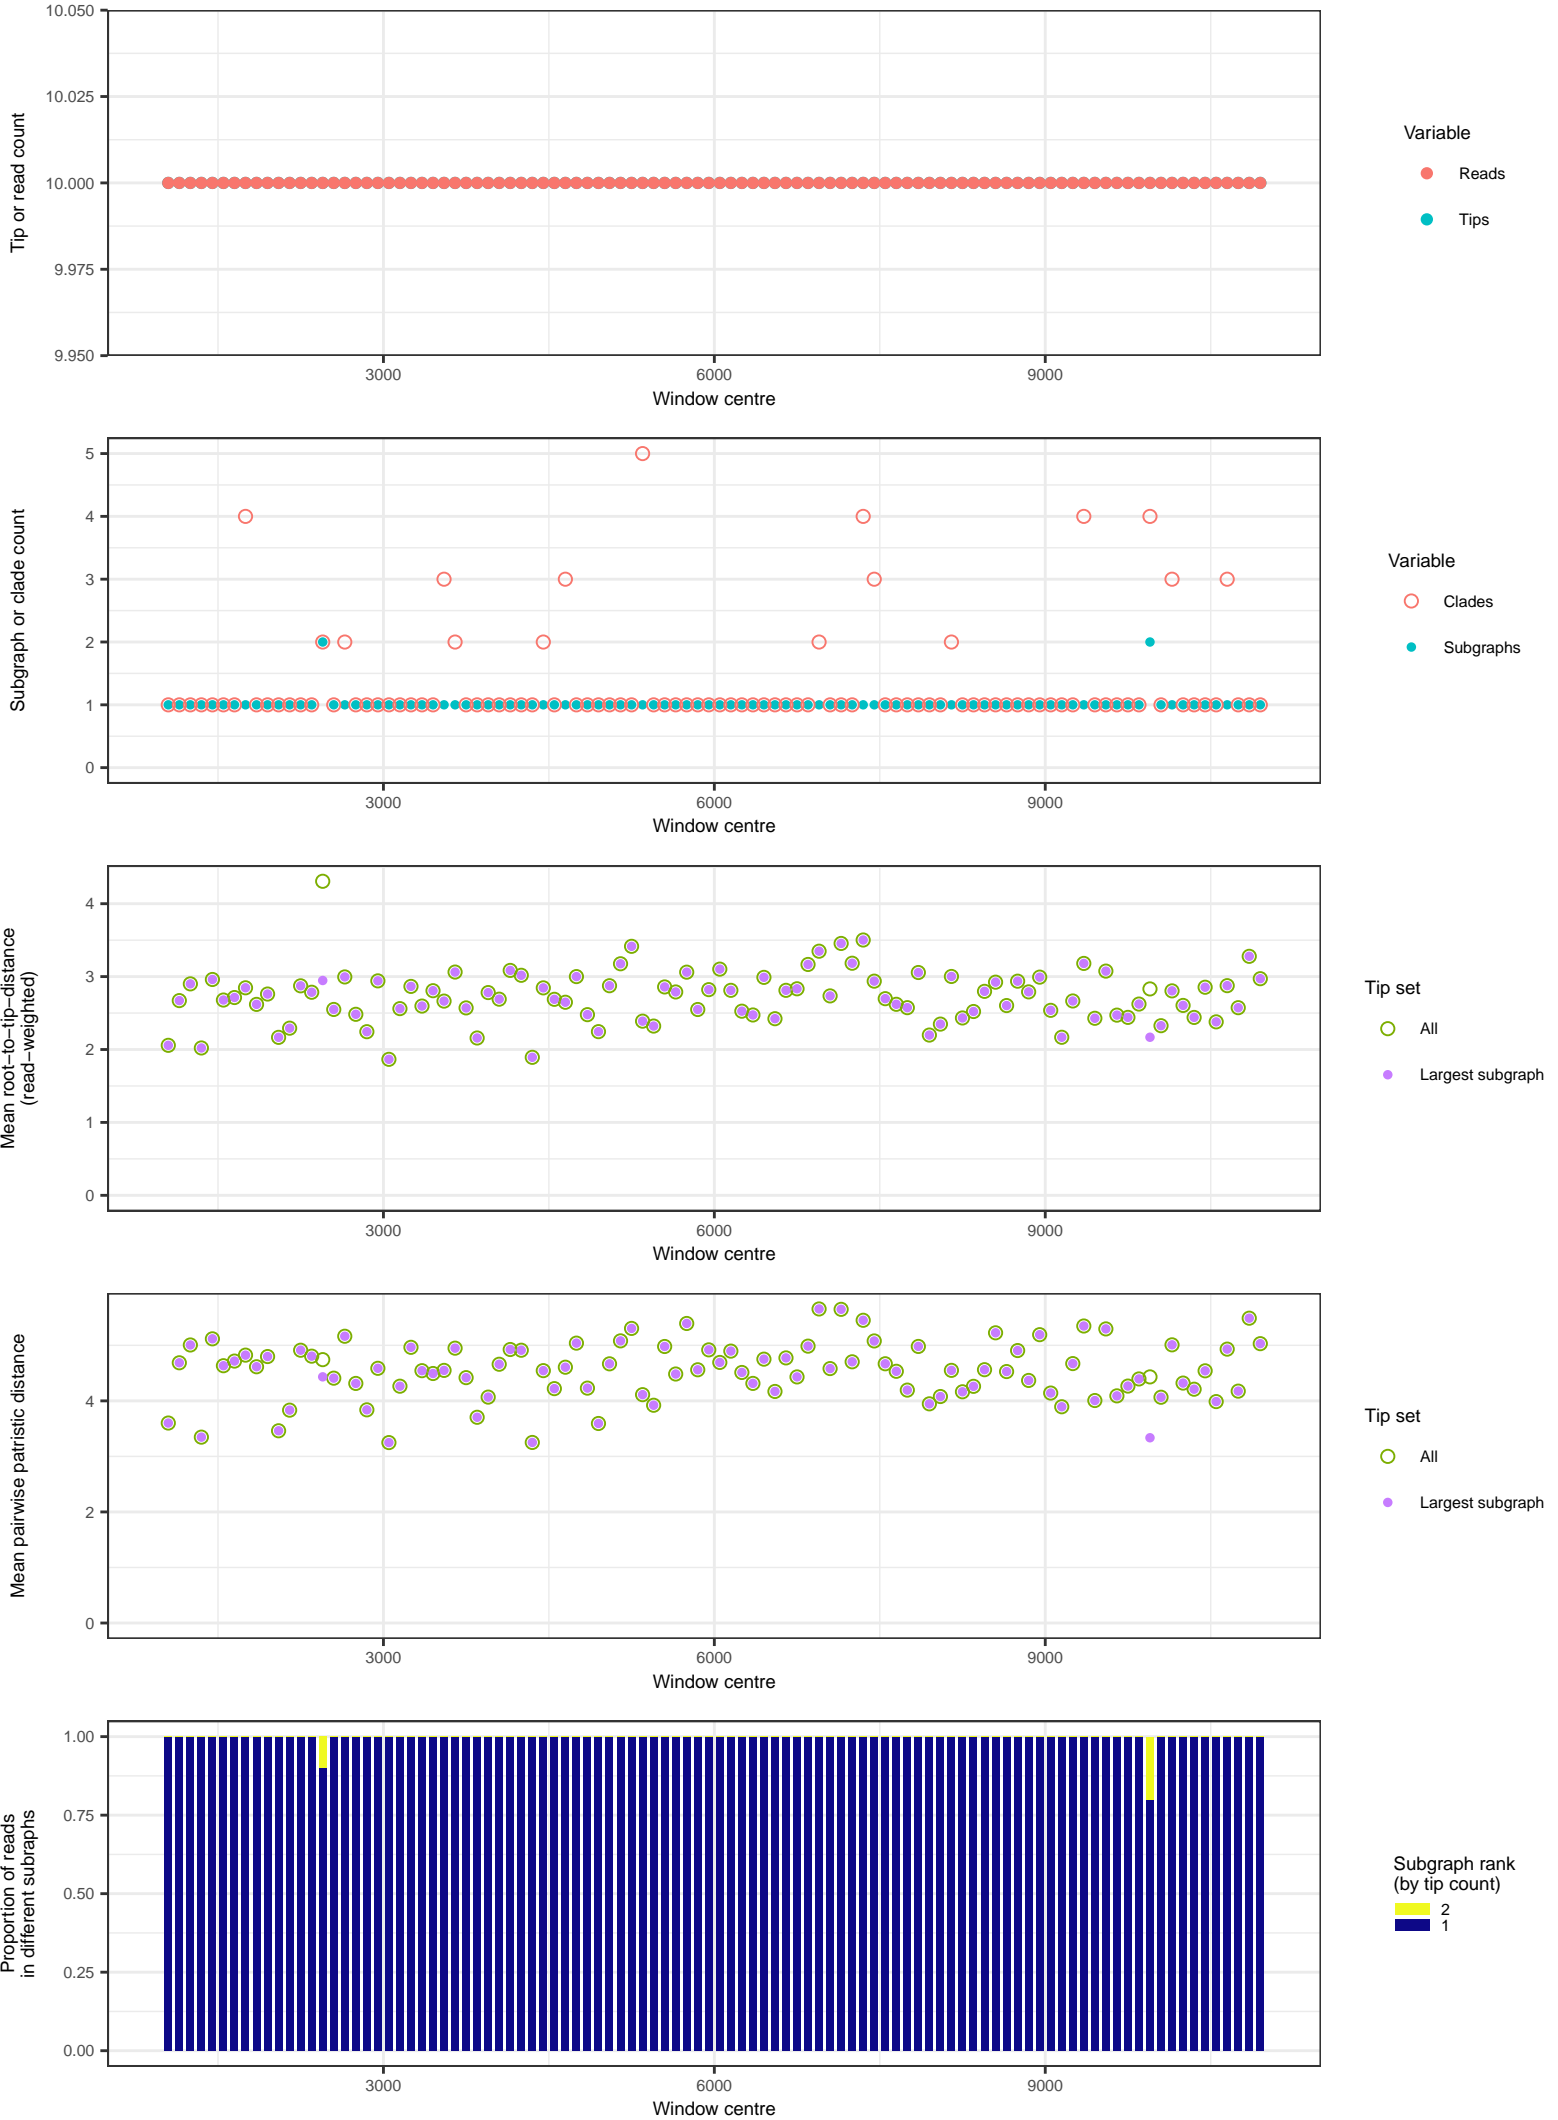 10.050
10.025
10.000
9.975
9.950
Tip or read count
3000
6000
9000
Window centre
Variable
Reads
Tips
5
4
3
2
1
0
Subgraph or clade count
3000
6000
9000
Window centre
Variable
Clades
Subgraphs
4
3
2
1
0
Mean root−to−tip−distance
(read−weighted)
3000
6000
9000
Window centre
Tip set
All
Largest subgraph
4
2
0
Mean pairwise patristic distance
3000
6000
9000
Window centre
Tip set
All
Largest subgraph
1.00
0.75
0.50
0.25
0.00
Proportion of reads
in different subraphs
3000
6000
9000
Window centre
Subgraph rank
(by tip count)
2
1